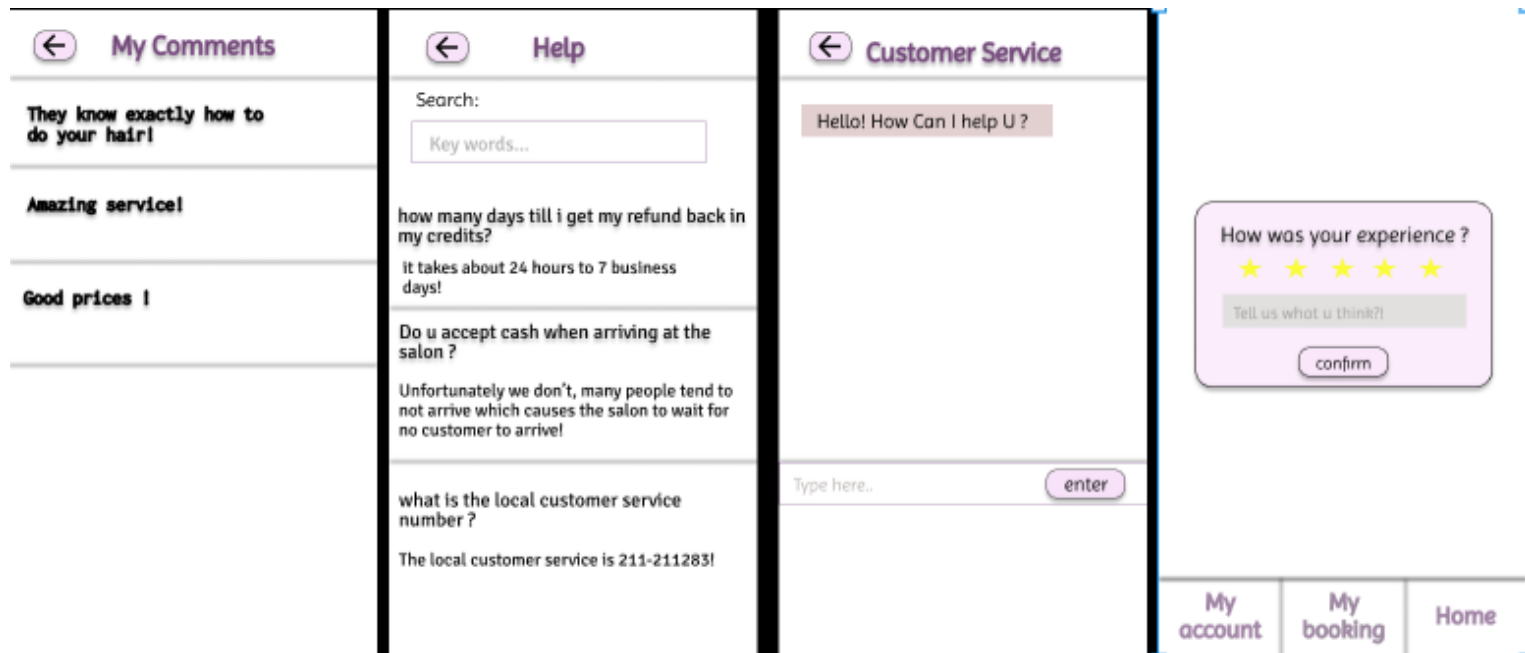 My Comments
They know exactly how to
do your hair!
Amazing service!
Good prices !
Help
Search:
Key words...
how many days till i get my refund back in
my credits?
it takes about 24 hours to 7 business
days!
Do u accept cash when arriving at the
salon ?
Unfortunately we don't, many people tend to
not arrive which causes the salon to wait for
no customer to arrive!
what is the local customer service
number ?
The local customer service is 211-211283!
Customer Service
Hello! How Can I help U ?
Type here..
enter
How was your experience ?
Tell us what u think?!
confirm
My
account
My
booking
Home